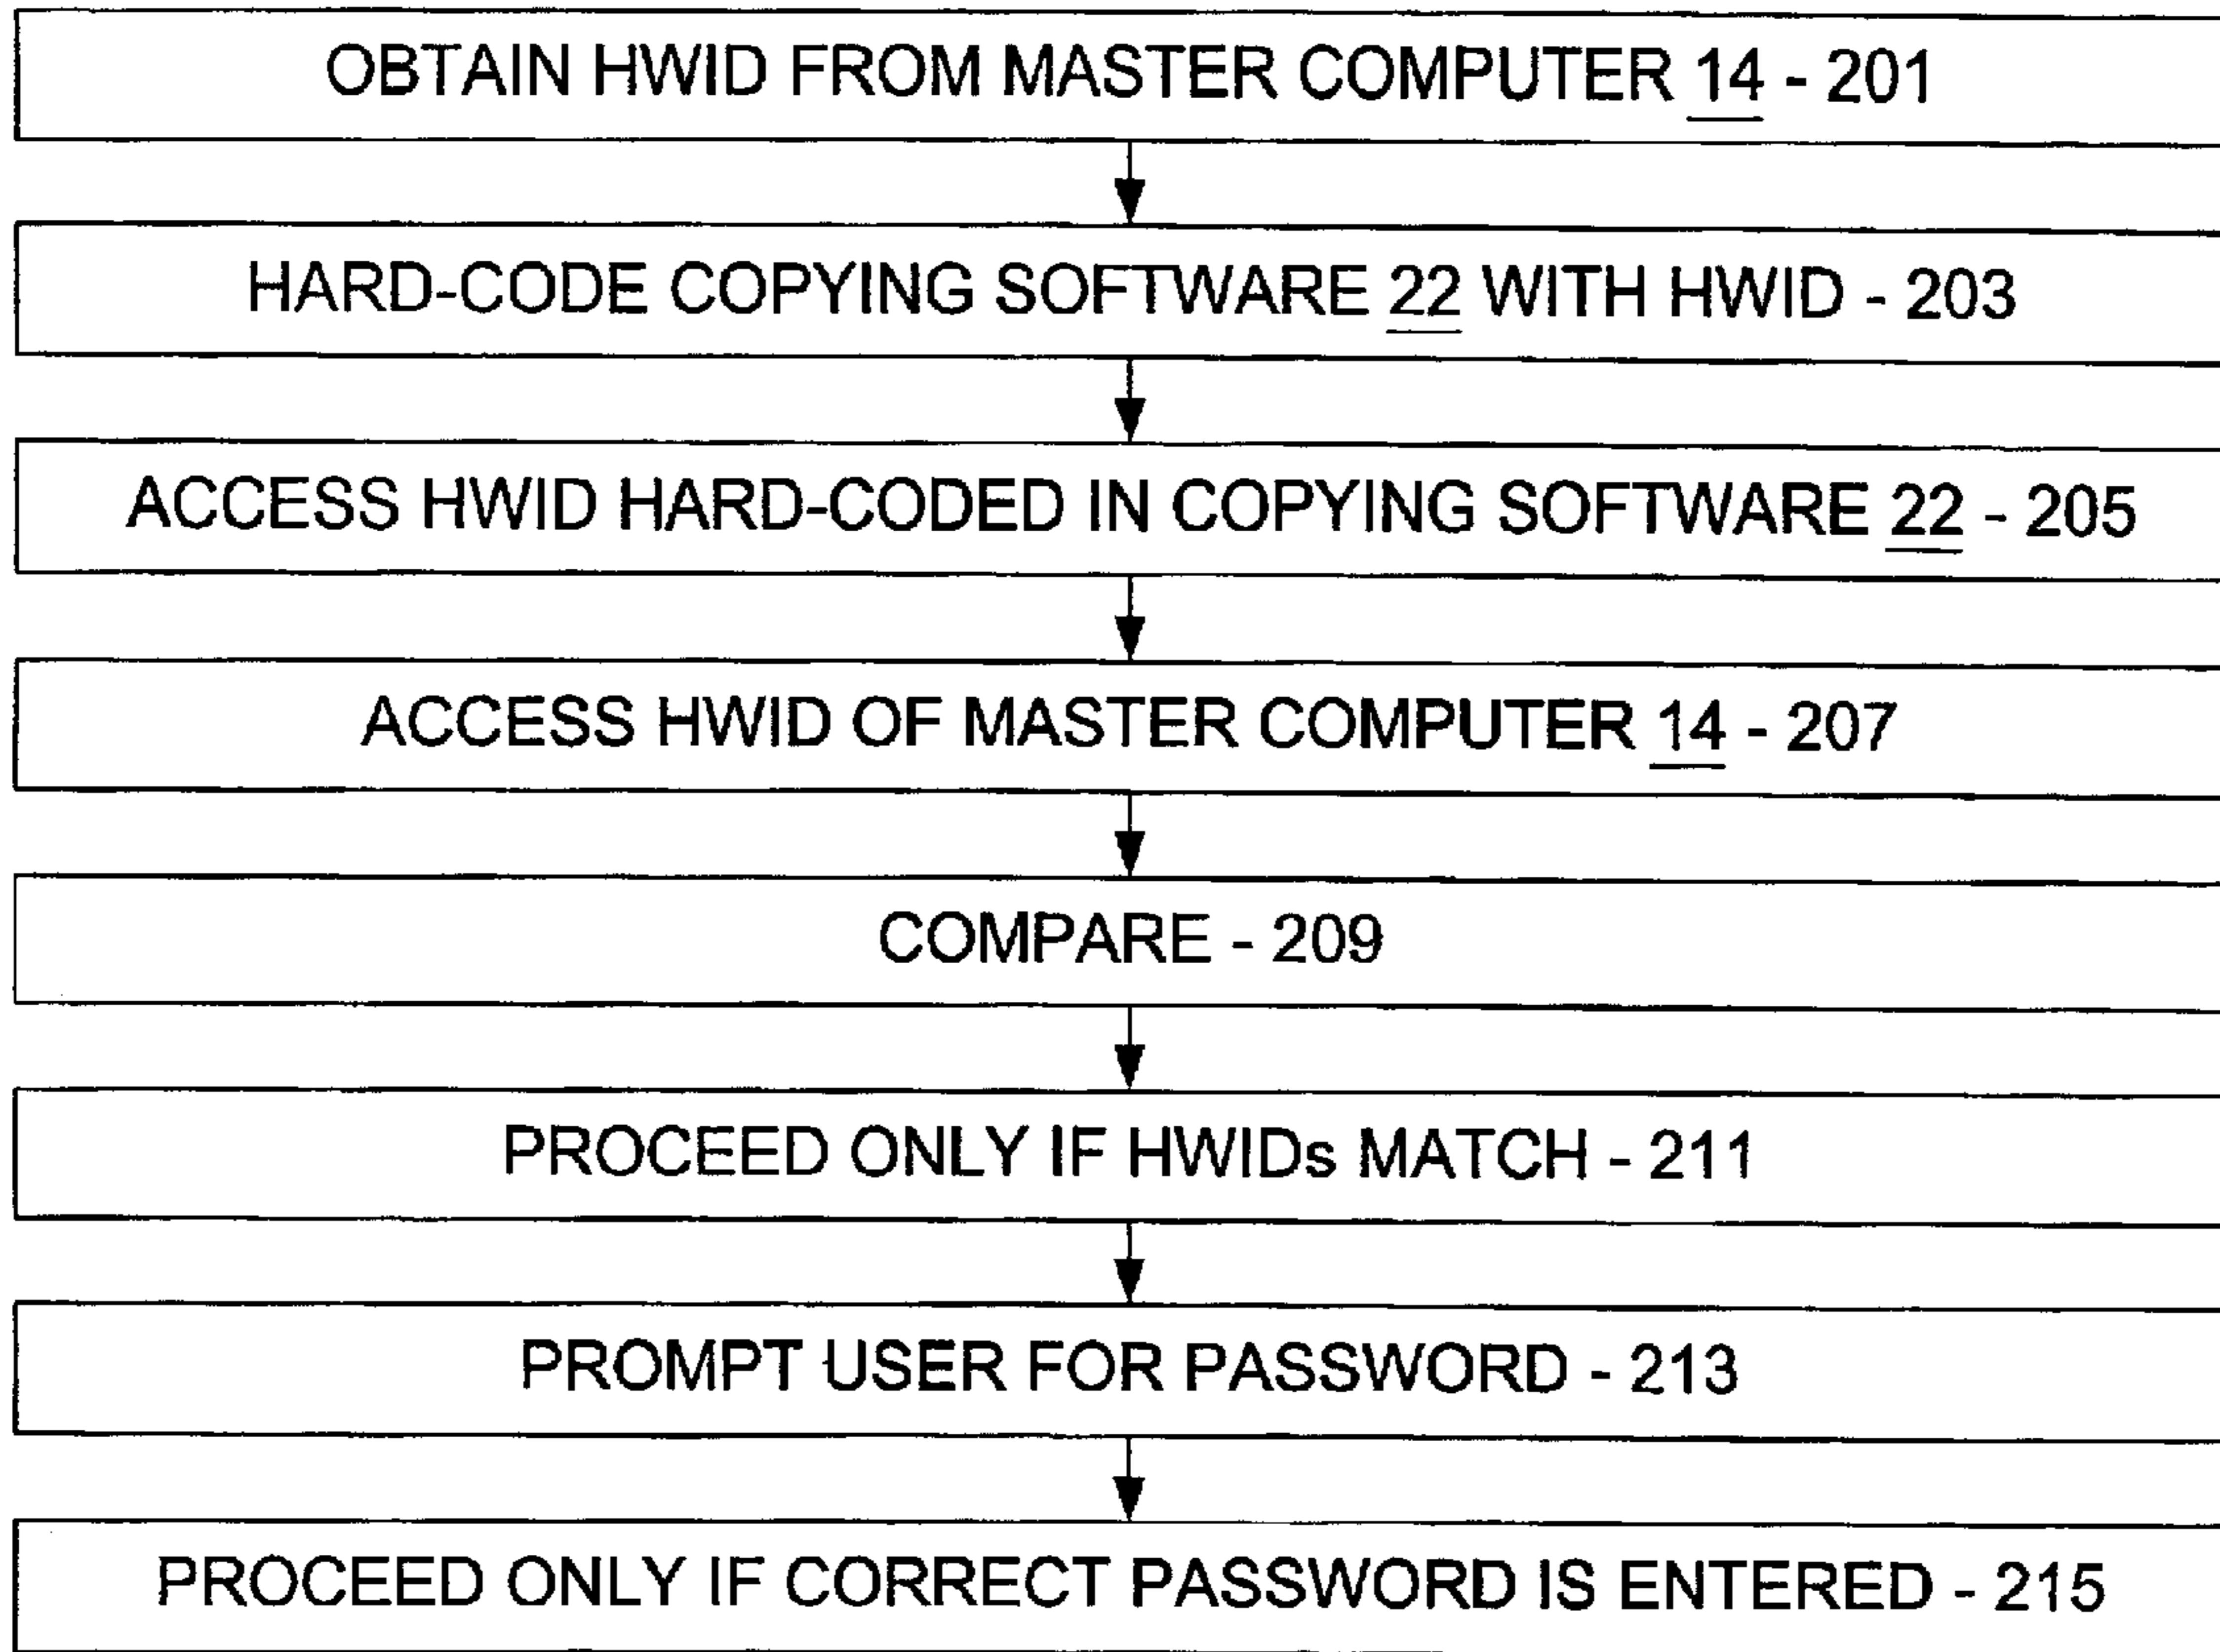 OBTAIN HWID FROM MASTER COMPUTER 14 - 201
HARD-CODE COPYING SOFTWARE 22 WITH HWID - 203
ACCESS HWID HARD-CODED IN COPYING SOFTWARE 22 - 205
ACCESS HWID OF MASTER COMPUTER 14 - 207
COMPARE - 209
PROCEED ONLY IF HWIDs MATCH - 211
PROMPT USER FOR PASSWORD - 213
PROCEED ONLY IF CORRECT PASSWORD IS ENTERED - 215